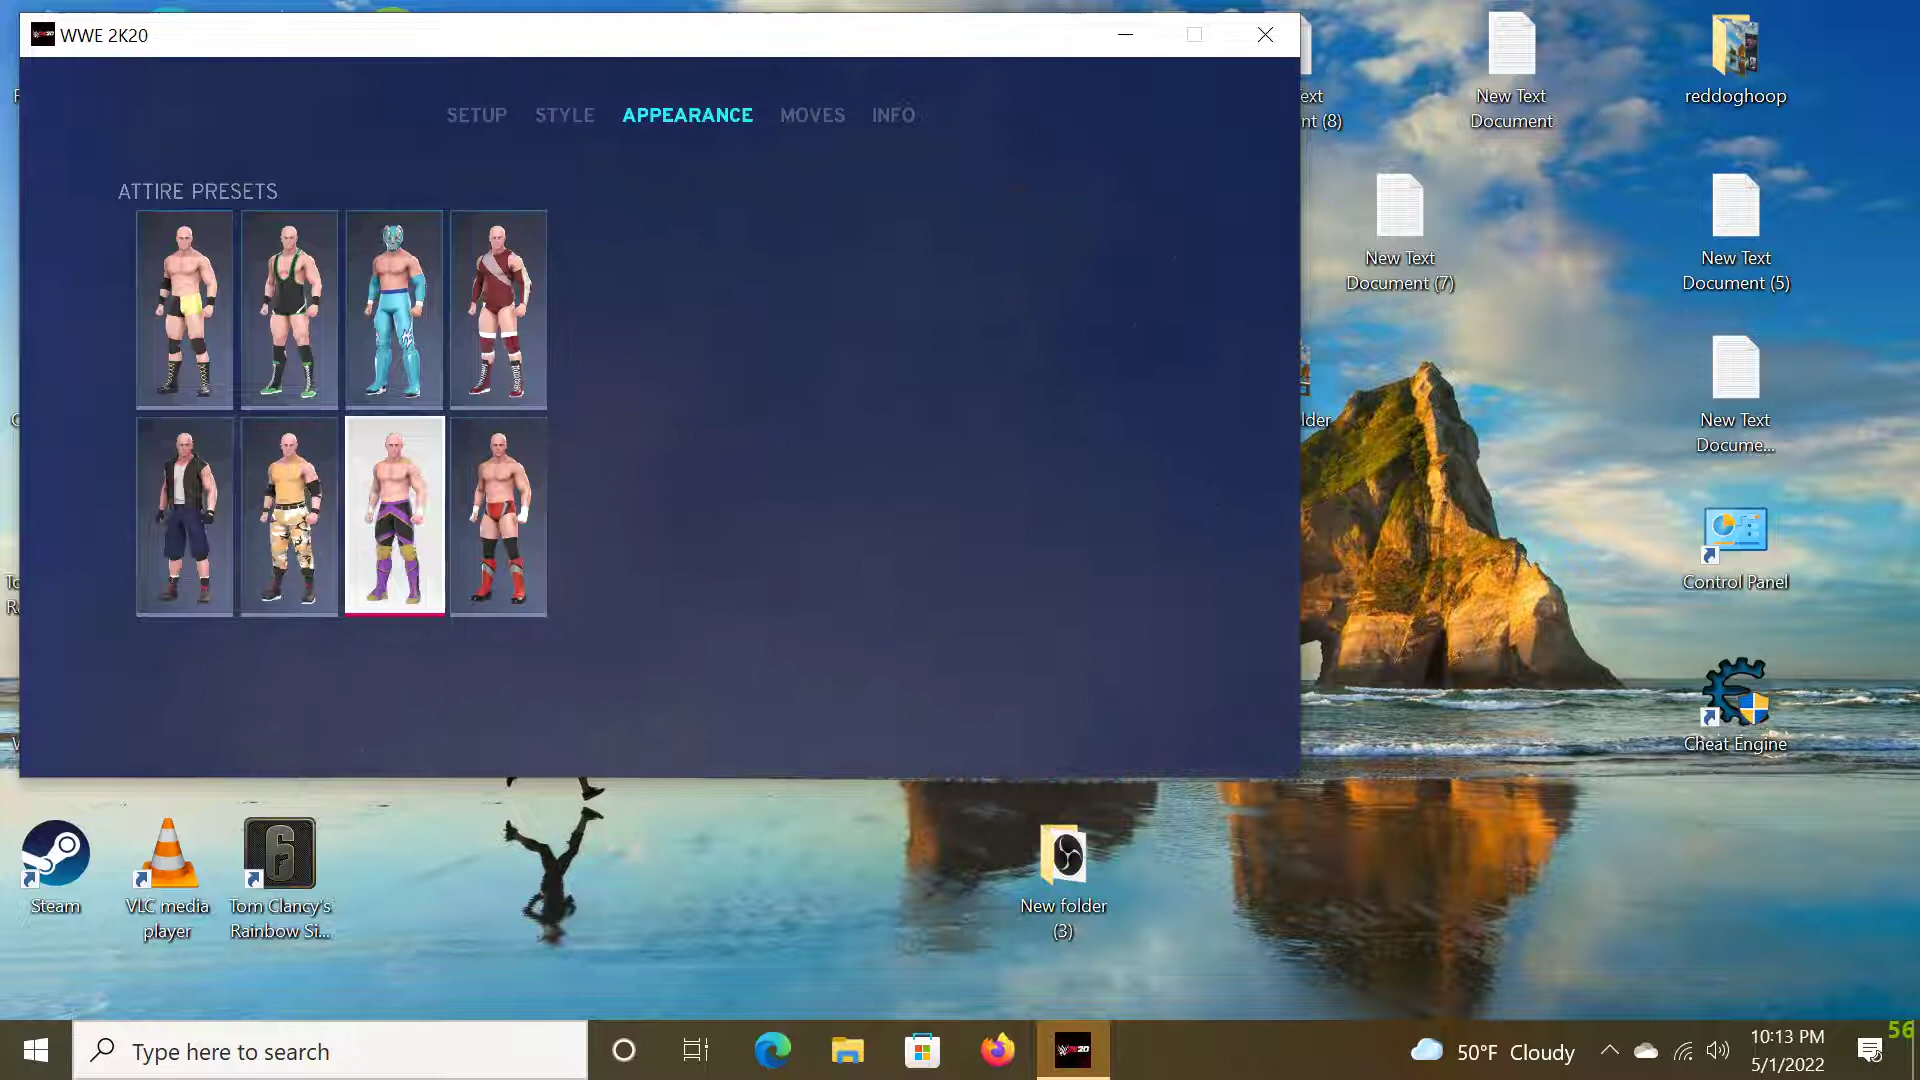 WWE 2K20
SETUP STYLE APPEARANCE MOVES INFO
ATTIRE PRESETS
New Text
Document
reddoghoop
nt (8)
New Text
Document (7)
New Text
Document (5)
New Text
Docume...
Control Panel
Cheat Engine
Steam
VLC media
player
Tom Clancy's
Rainbow Si...
New folder
(3)
Type here to search
50°F Cloudy
10:13 PM
5/1/2022
56